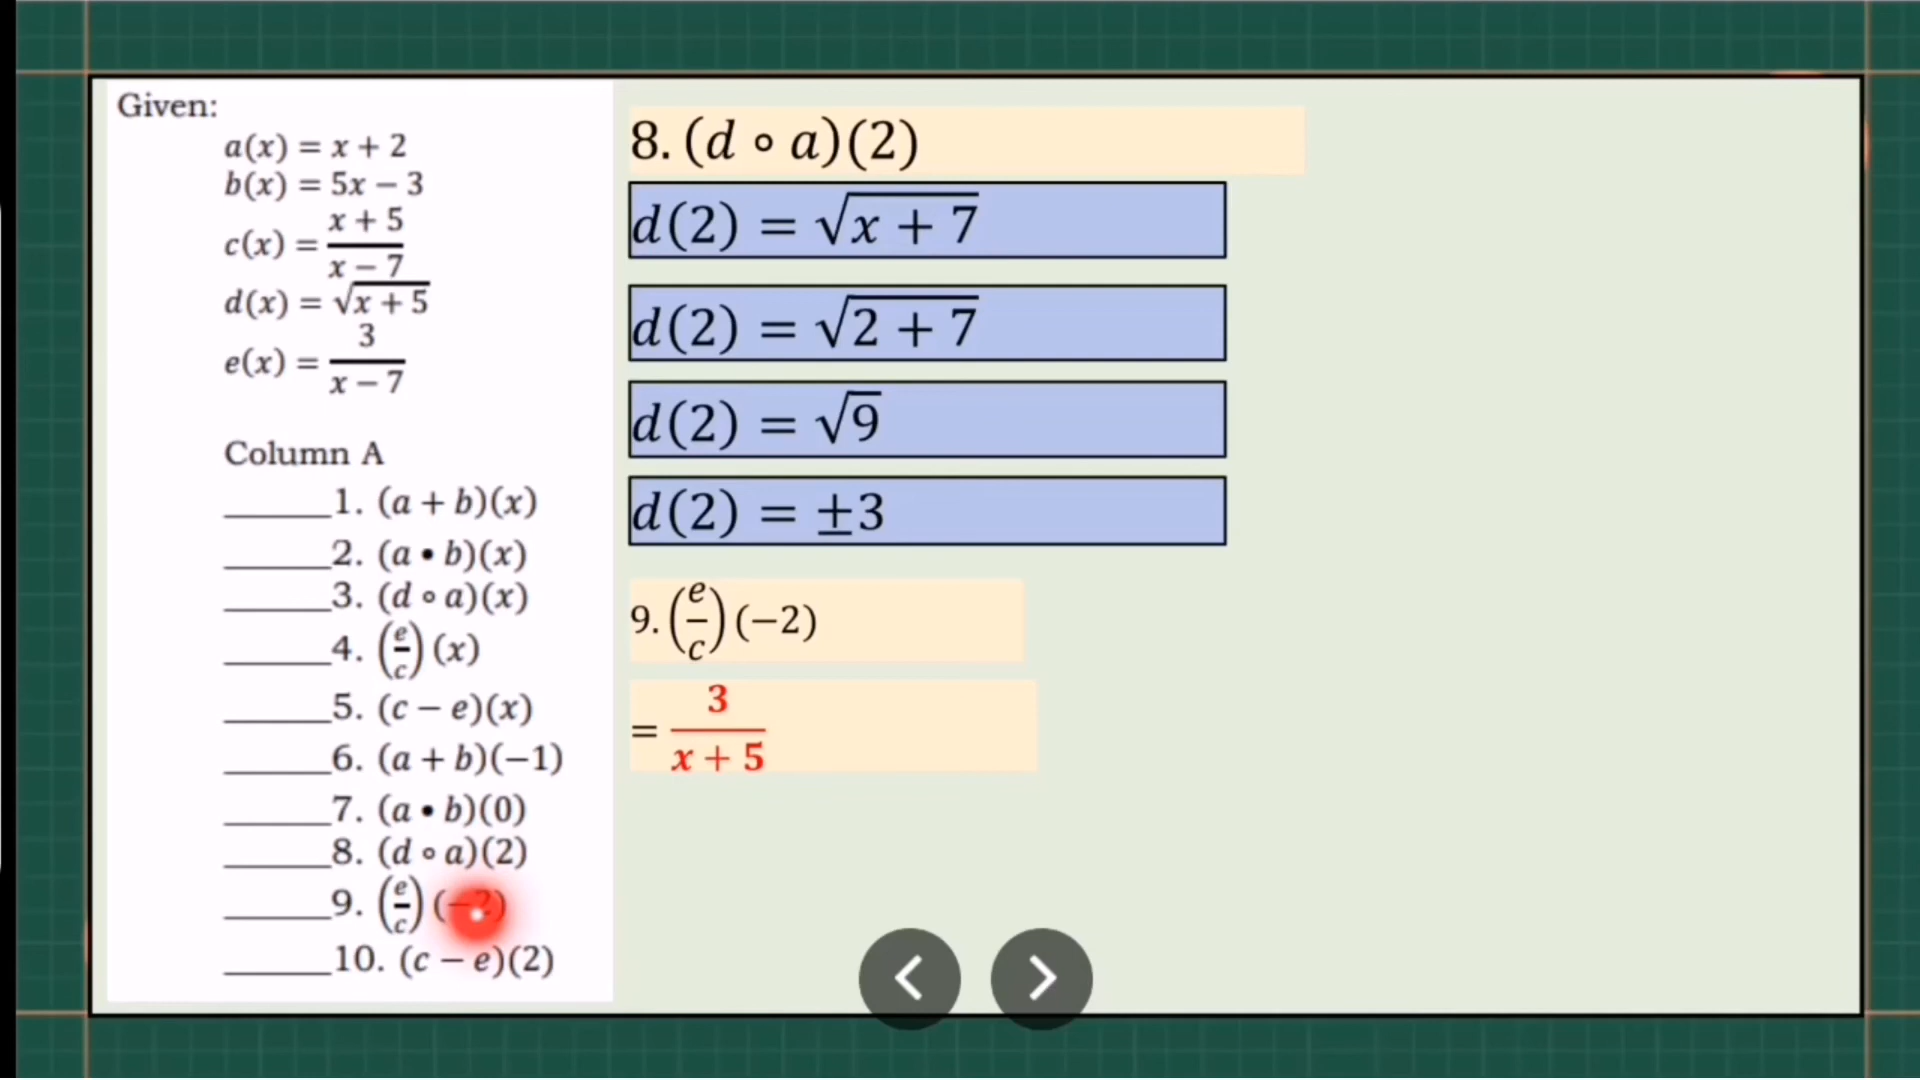 Given:
a(x) = x + 2
b(x) = 5x − 3
c(x) = (x + 5)/(x − 7)
d(x) = √(x + 5)
e(x) = 3/(x − 7)
Column A
______1. (a + b)(x)
______2. (a • b)(x)
______3. (d ∘ a)(x)
______4. (e/c)(x)
______5. (c − e)(x)
______6. (a + b)(−1)
______7. (a • b)(0)
______8. (d ∘ a)(2)
______9. (e/c)(−2)
______10. (c − e)(2)
8. (d ∘ a)(2)
d(2) = √(x + 7)
d(2) = √(2 + 7)
d(2) = √9
d(2) = ±3
9. (e/c)(−2)
= 3/(x + 5)